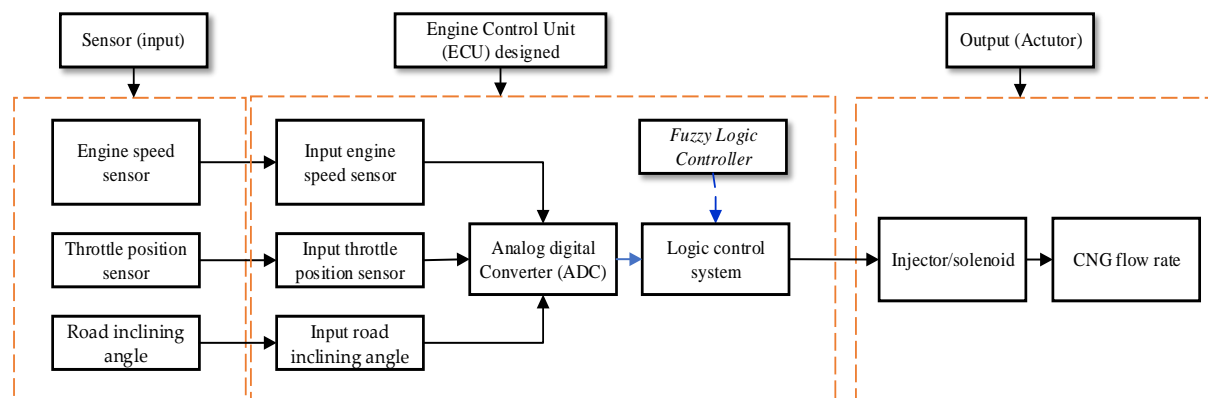 Sensor (input)
Engine Control Unit
(ECU) designed
Output (Actutor)
Engine speed
sensor
Input engine
speed sensor
Fuzzy Logic
Controller
Throttle position
sensor
Input throttle
position sensor
Analog digital
Converter (ADC)
Logic control
system
Injector/solenoid
CNG flow rate
Road inclining
angle
Input road
inclining angle